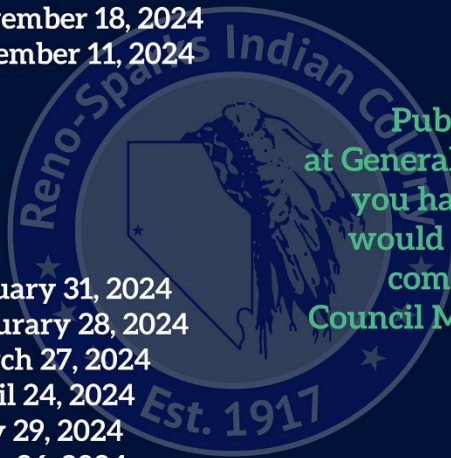 vember 18, 2024
ember 11, 2024
Reno-Sparks Indian Colony
Pub
at General
you ha
would
com
Council M
uary 31, 2024
urary 28, 2024
rch 27, 2024
il 24, 2024
y 29, 2024
Est. 1917